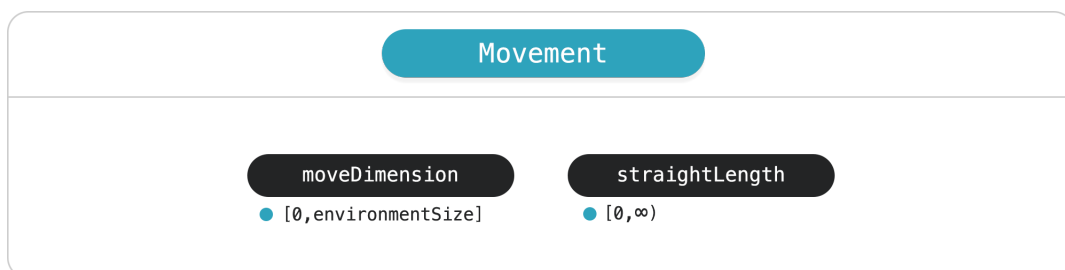 Movement
moveDimension
straightLength
[0,environmentSize]
[0,∞)